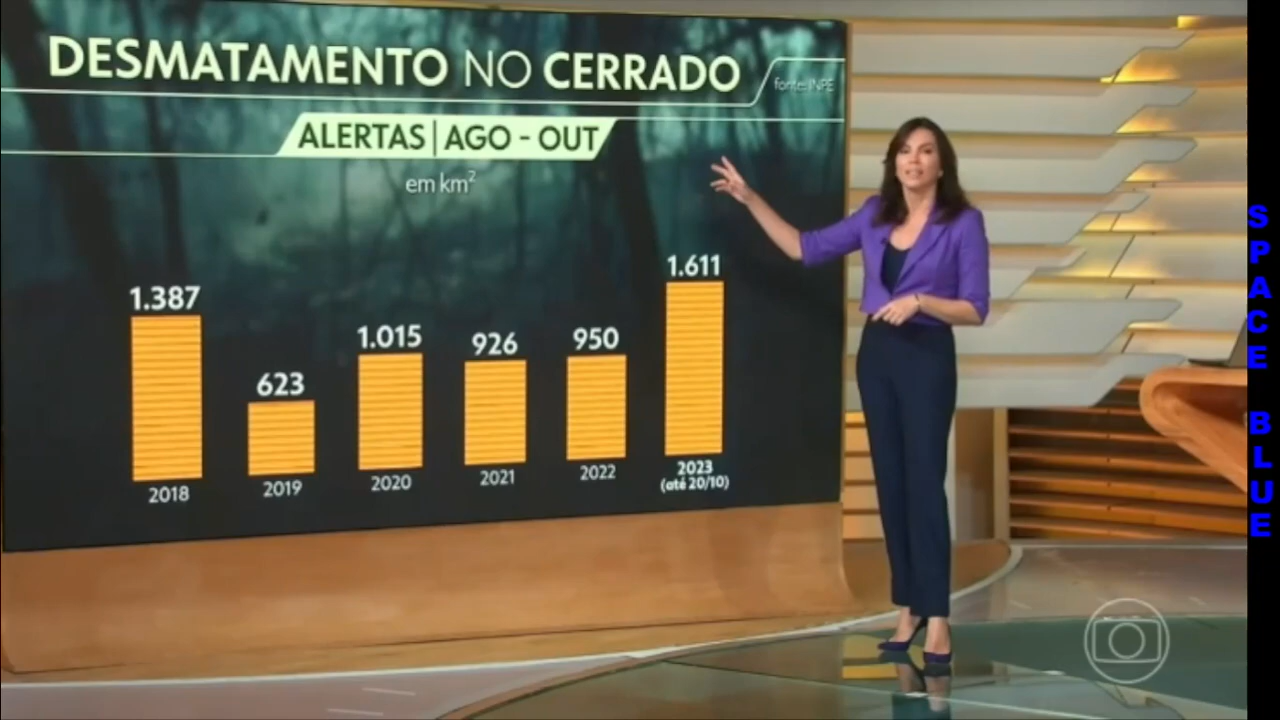 DESMATAMENTO NO CERRADO
fonte: INPE
ALERTAS | AGO - OUT
em km²
1.387
623
1.015
926
950
1.611
2018
2019
2020
2021
2022
2023
(até 20/10)
SPACE BLUE